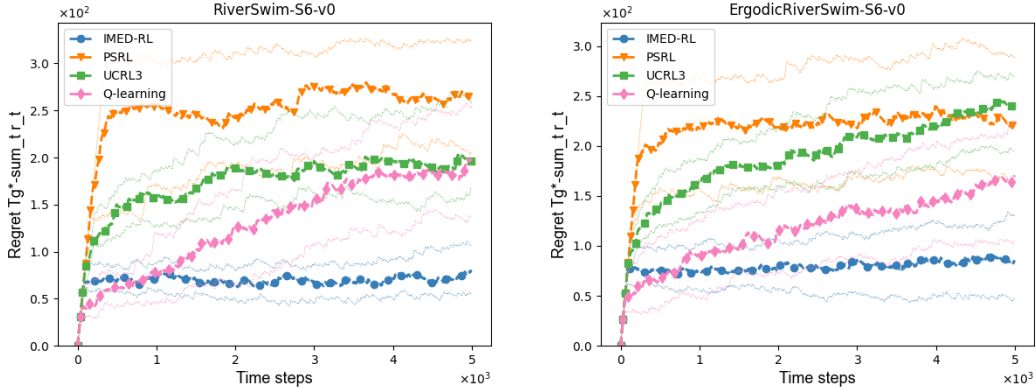 RiverSwim-S6-v0
×10²
IMED-RL
PSRL
UCRL3
Q-learning
3.0
2.5
2.0
1.5
1.0
0.5
0.0
Regret Tg*-sum_t r_t
0
1
2
3
4
5
Time steps
×10³
ErgodicRiverSwim-S6-v0
×10²
IMED-RL
PSRL
UCRL3
Q-learning
3.0
2.5
2.0
1.5
1.0
0.5
0.0
Regret Tg*-sum_t r_t
0
1
2
3
4
5
Time steps
×10³